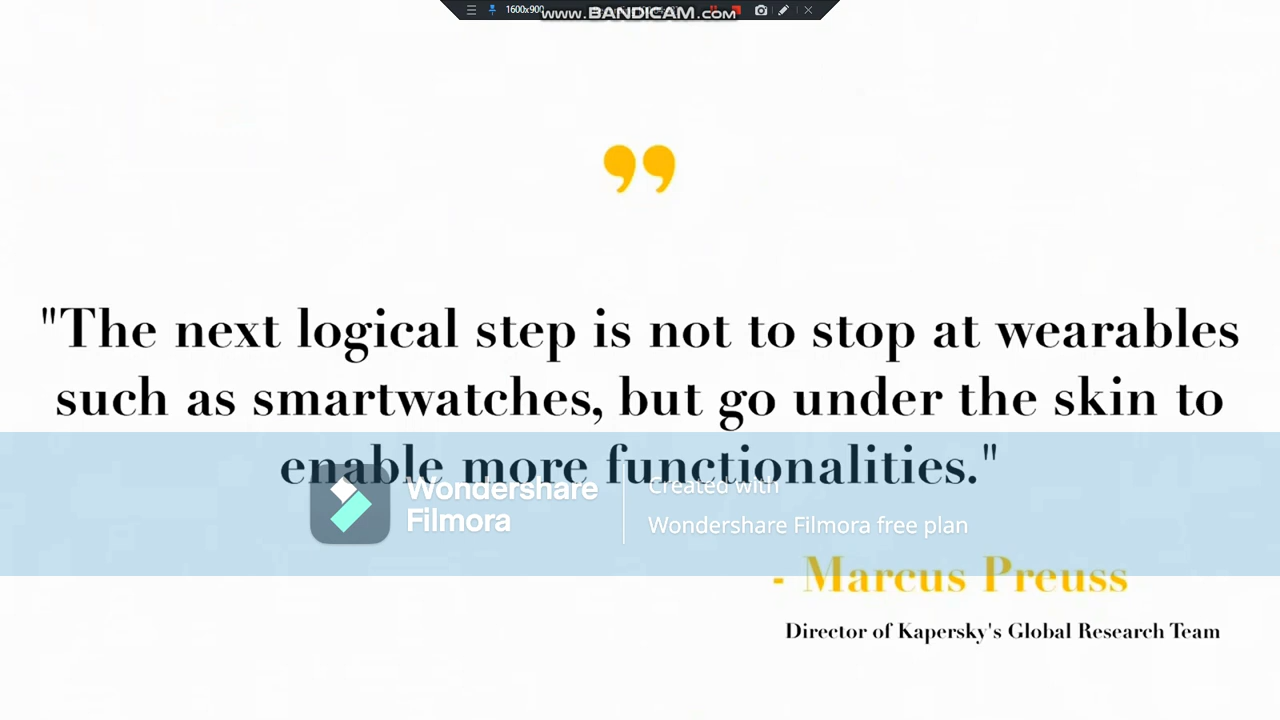 1600x900
www.BANDICAM.com
"The next logical step is not to stop at wearables
such as smartwatches, but go under the skin to
enable more functionalities."
Wondershare
Filmora
Created with
Wondershare Filmora free plan
- Marcus Preuss
Director of Kapersky's Global Research Team